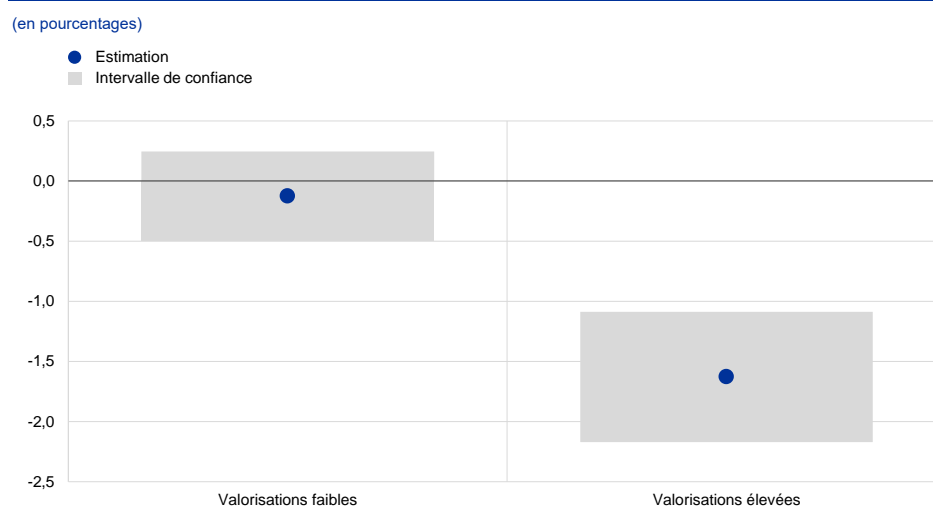 (en pourcentages)
Estimation
Intervalle de confiance
0,5
0,0
-0,5
-1,0
-1,5
-2,0
-2,5
Valorisations faibles
Valorisations élevées